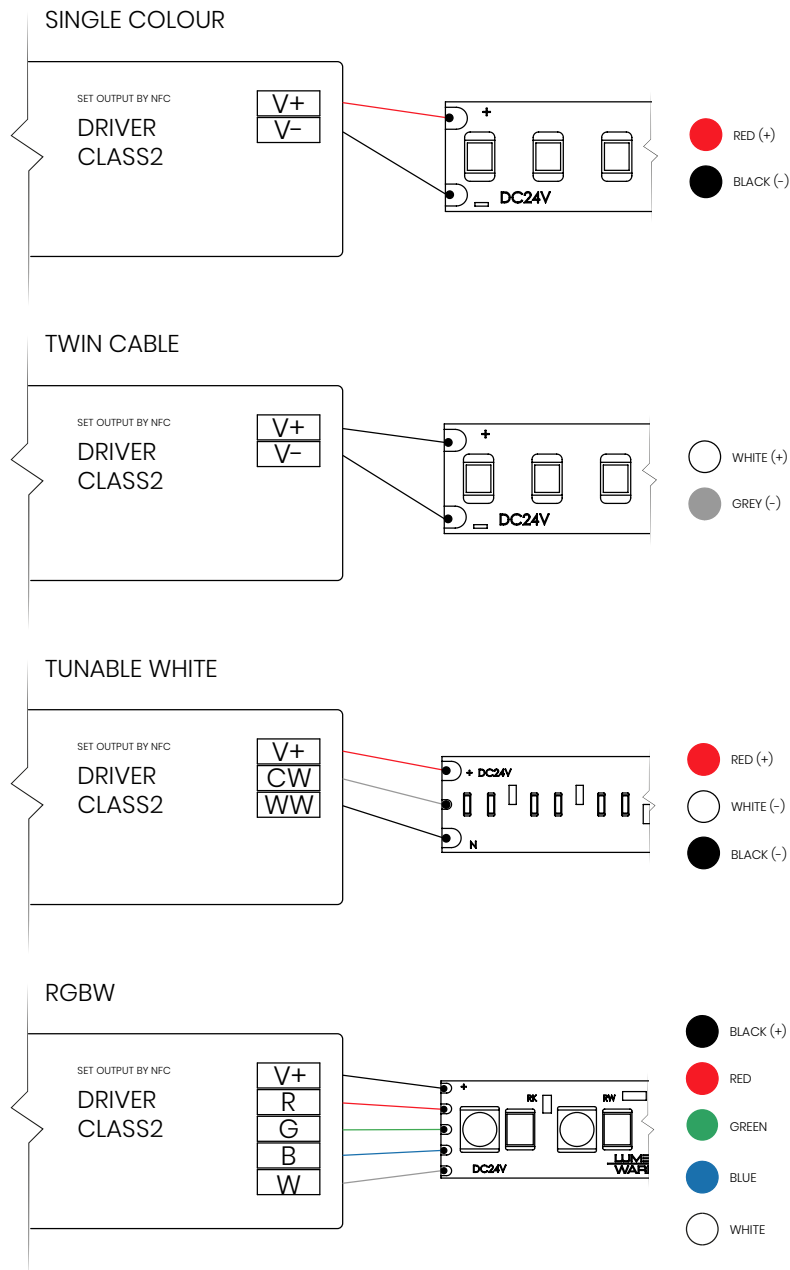 SINGLE COLOUR
SET OUTPUT BY NFC
DRIVER
CLASS2
V+
V-
+
DC24V
RED (+)
BLACK (-)
TWIN CABLE
SET OUTPUT BY NFC
DRIVER
CLASS2
V+
V-
+
DC24V
WHITE (+)
GREY (-)
TUNABLE WHITE
SET OUTPUT BY NFC
DRIVER
CLASS2
V+
CW
WW
+ DC24V
N
RED (+)
WHITE (-)
BLACK (-)
RGBW
SET OUTPUT BY NFC
DRIVER
CLASS2
V+
R
G
B
W
+
RK
RW
DC24V
LUME
WAR
BLACK (+)
RED
GREEN
BLUE
WHITE